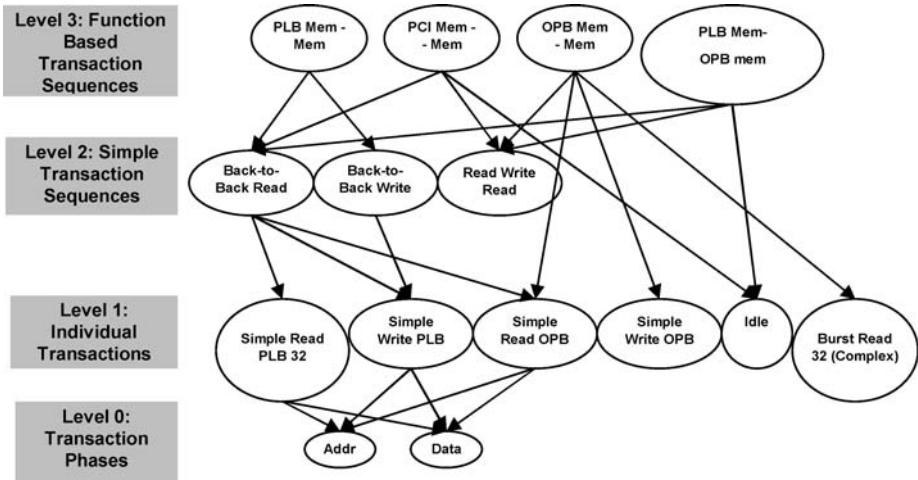 Level 3: Function
Based
Transaction
Sequences
PLB Mem -
Mem
PCI Mem -
- Mem
OPB Mem
- Mem
PLB Mem-
OPB mem
Level 2: Simple
Transaction
Sequences
Back-to-
Back Read
Back-to-
Back Write
Read Write
Read
Level 1:
Individual
Transactions
Simple Read
PLB 32
Simple
Write PLB
Simple
Read OPB
Simple
Write OPB
Idle
Burst Read
32 (Complex)
Level 0:
Transaction
Phases
Addr
Data